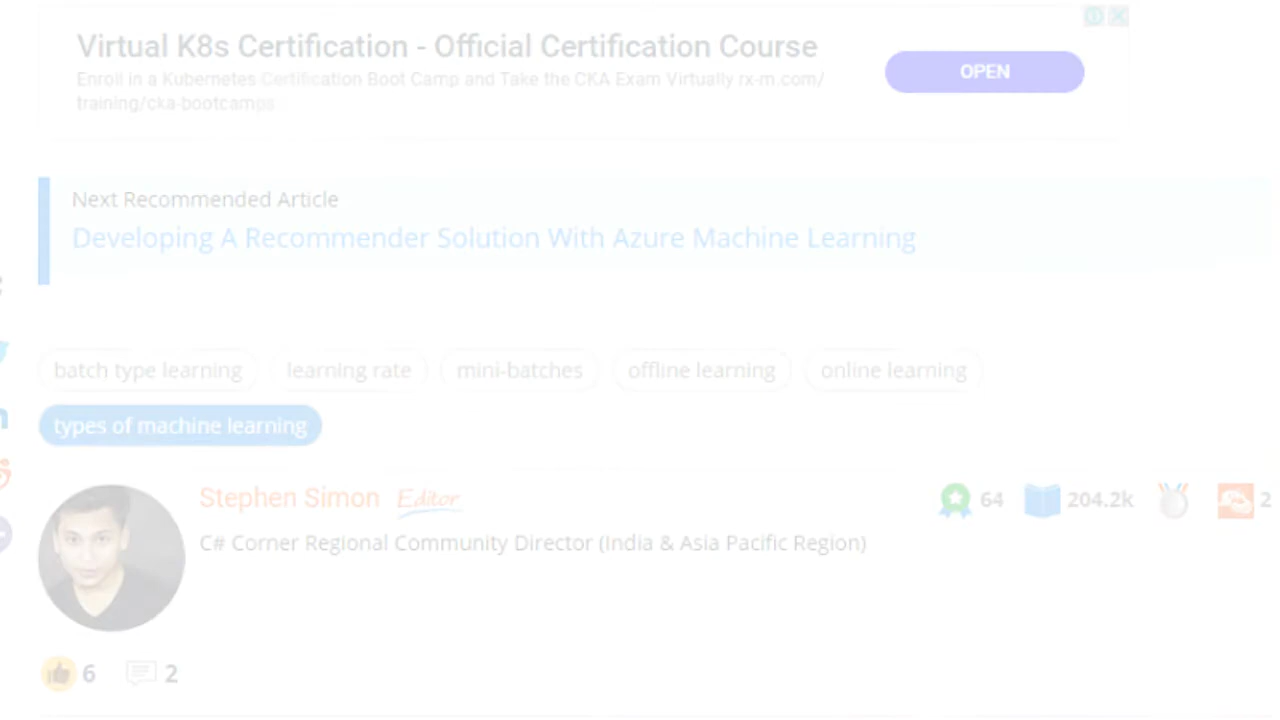 Virtual K8s Certification - Official Certification Course
Enroll in a Kubernetes Certification Boot Camp and Take the CKA Exam Virtually rx-m.com/
training/cka-bootcamps
OPEN
Next Recommended Article
Developing A Recommender Solution With Azure Machine Learning
batch type learning learning rate mini-batches offline learning online learning
types of machine learning
Stephen Simon Editor 64 204.2k 2
C# Corner Regional Community Director (India & Asia Pacific Region)
6 2